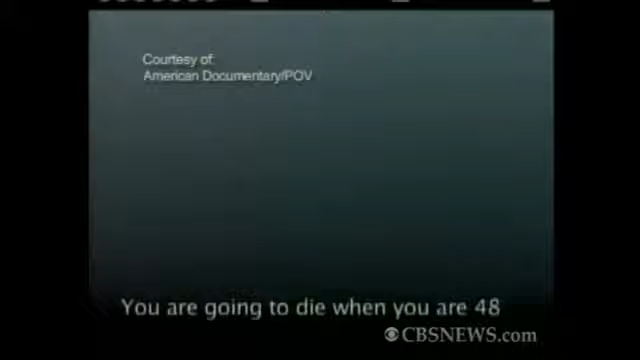 Courtesy of:
American Documentary/POV
You are going to die when you are 48
CBSNEWS.com